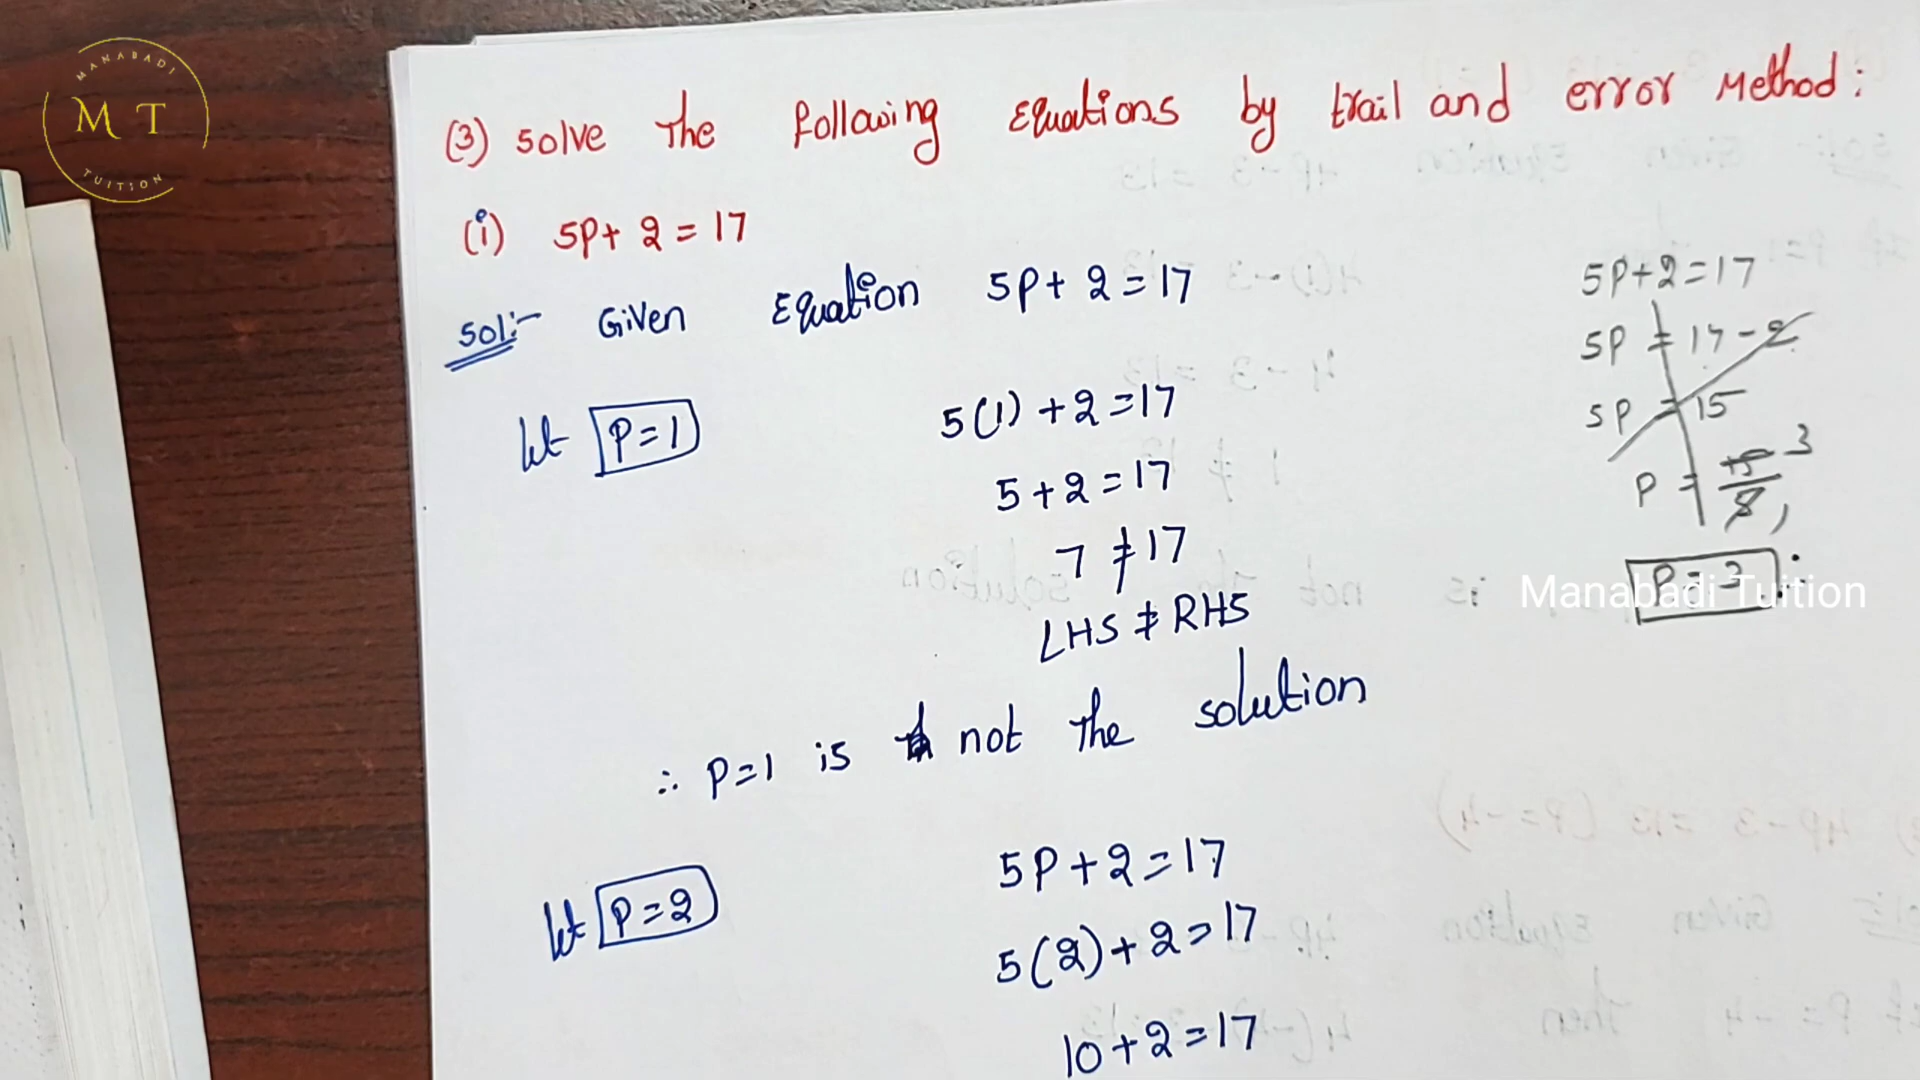 MANABADI
M T
TUITION
(3) Solve The following Equations by trail and error Method:
(i) 5P+ 2 = 17
Sol:- Given Equation 5P+ 2 = 17
let P=1
5(1) +2=17
5+2=17
7 ≠ 17
LHS ≠ RHS
∴ P=1 is not the solution
let P=2
5P+2=17
5(2)+2=17
10+2=17
5P+2=17
5P = 17-2
5P = 15
P = 15/5 3 1
P=3
Manabadi Tuition